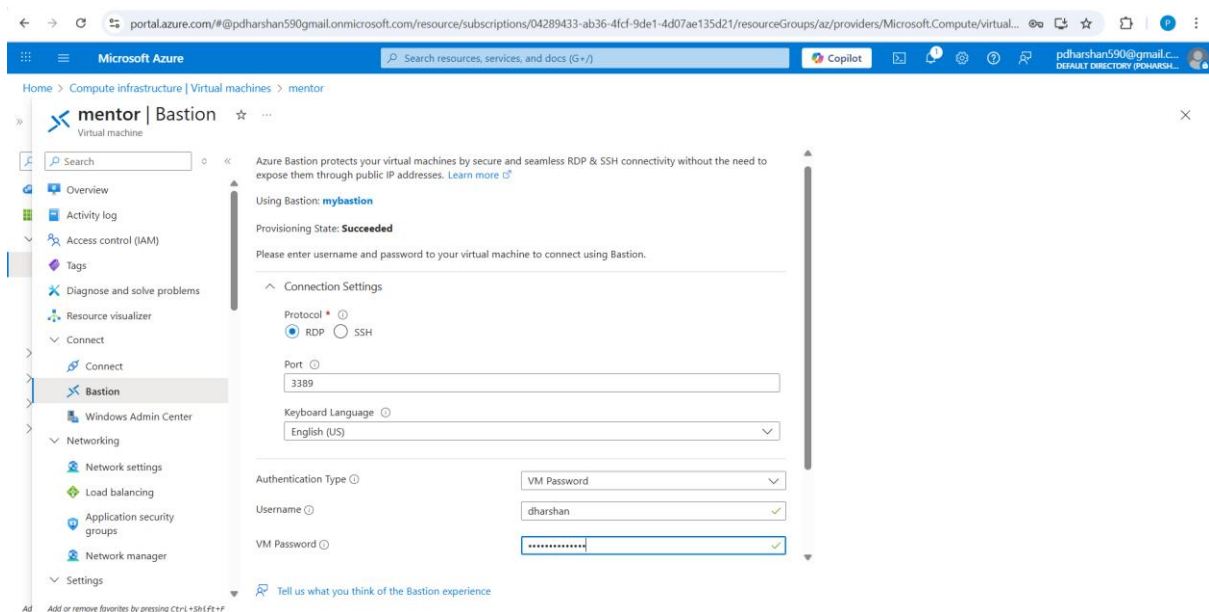 portal.azure.com/#@pdharshan590gmail.onmicrosoft.com/resource/subscriptions/04289433-ab36-4fcf-9de1-4d07ae135d21/resourceGroups/az/providers/Microsoft.Compute/virtual...
P
Microsoft Azure
Search resources, services, and docs (G+/)
Copilot
1
pdharshan590@gmail.c...
DEFAULT DIRECTORY (PDHARSH...
Home > Compute infrastructure | Virtual machines > mentor
mentor | Bastion
Virtual machine
Search
Overview
Activity log
Access control (IAM)
Tags
Diagnose and solve problems
Resource visualizer
Connect
Connect
Bastion
Windows Admin Center
Networking
Network settings
Load balancing
Application security
groups
Network manager
Settings
Ad
Add or remove favorites by pressing Ctrl+Shift+F
Azure Bastion protects your virtual machines by secure and seamless RDP & SSH connectivity without the need to
expose them through public IP addresses. Learn more
Using Bastion: mybastion
Provisioning State: Succeeded
Please enter username and password to your virtual machine to connect using Bastion.
Connection Settings
Protocol *
RDP SSH
Port
3389
Keyboard Language
English (US)
Authentication Type
VM Password
Username
dharshan
VM Password
••••••••••••••
Tell us what you think of the Bastion experience